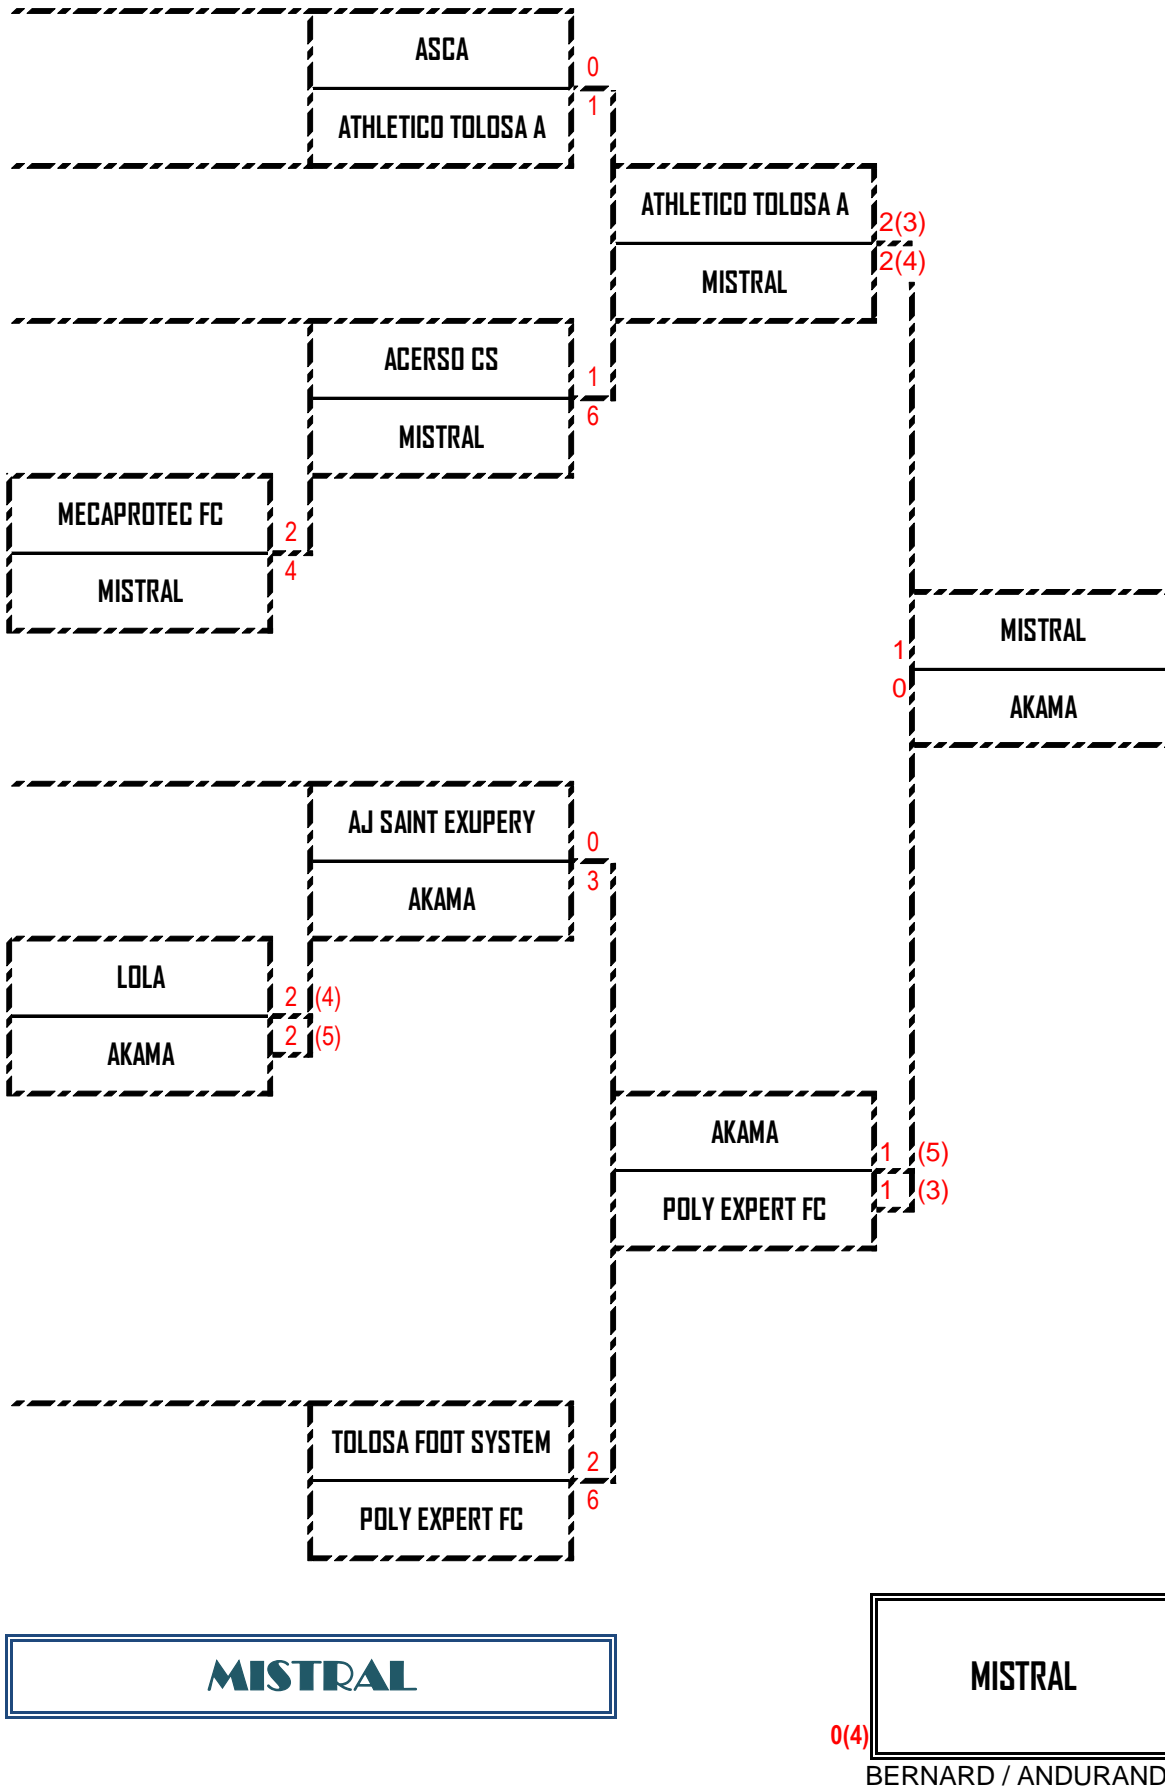 ASCA
0
1
ATHLETICO TOLOSA A
ATHLETICO TOLOSA A
2(3)
2(4)
MISTRAL
ACERSO CS
1
6
MISTRAL
MECAPROTEC FC
2
4
MISTRAL
MISTRAL
1
0
AKAMA
AJ SAINT EXUPERY
0
3
AKAMA
LOLA
2 (4)
2 (5)
AKAMA
AKAMA
1 (5)
1 (3)
POLY EXPERT FC
TOLOSA FOOT SYSTEM
2
6
POLY EXPERT FC
MISTRAL
MISTRAL
0(4)
BERNARD / ANDURAND